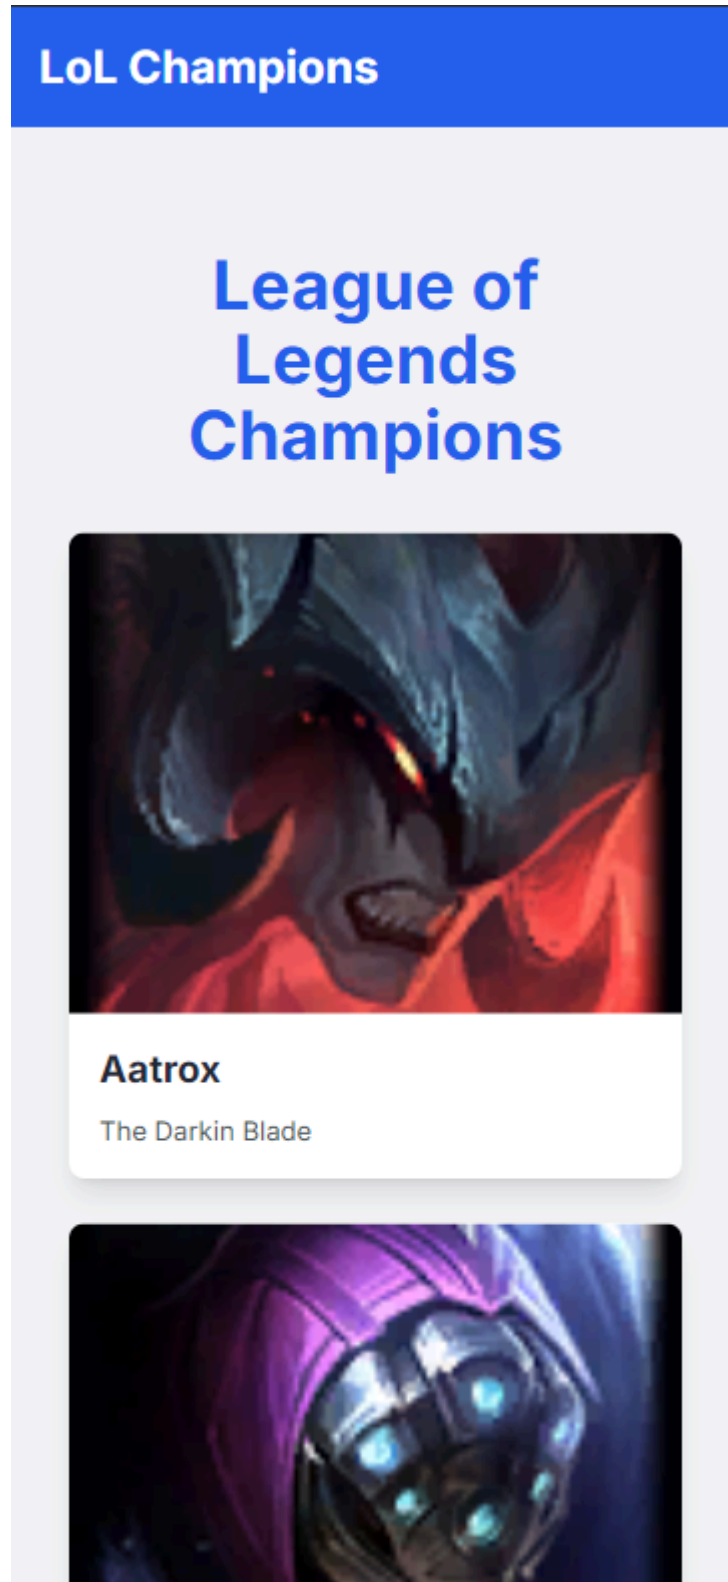 LoL Champions
League of
Legends
Champions
Aatrox
The Darkin Blade